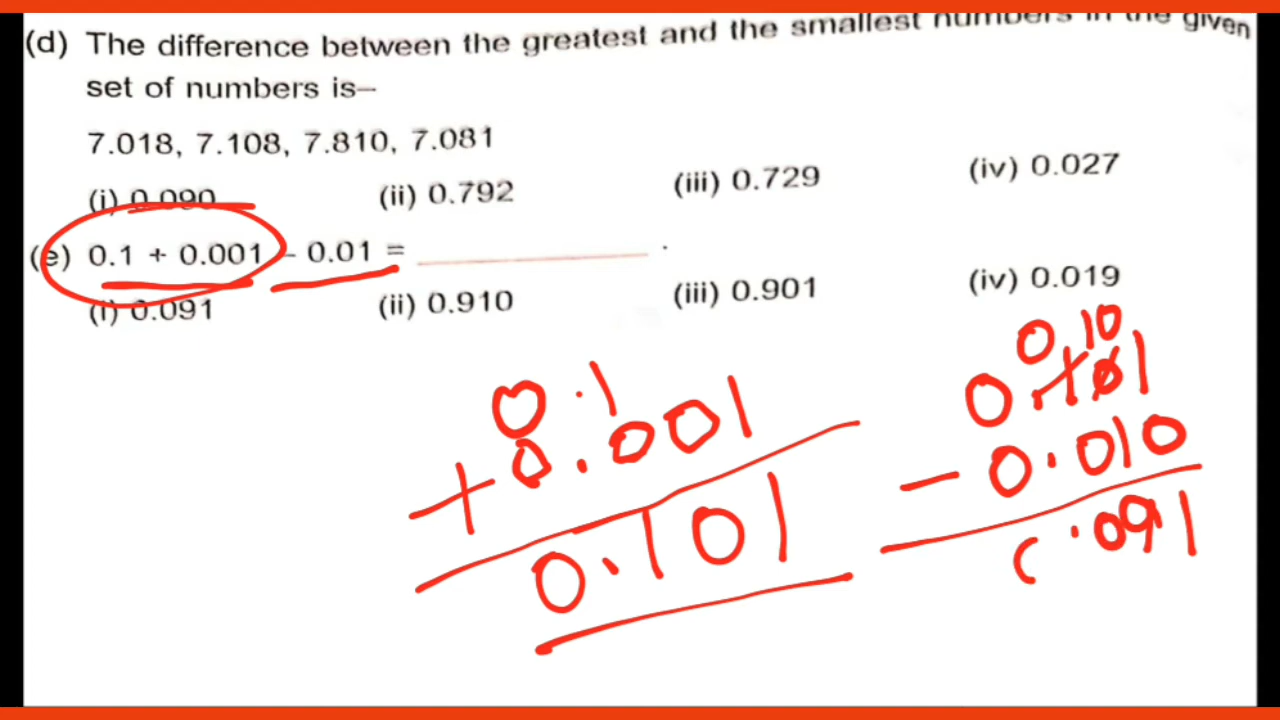 (d) The difference between the greatest and the smallest numbers in the given
set of numbers is–
7.018, 7.108, 7.810, 7.081
(i) 0.090 (ii) 0.792 (iii) 0.729 (iv) 0.027
(e) 0.1 + 0.001 - 0.01 = ____________ .
(i) 0.091 (ii) 0.910 (iii) 0.901 (iv) 0.019
0.1
+ 0.001
0.101
0 10
0.101
- 0.010
0.091